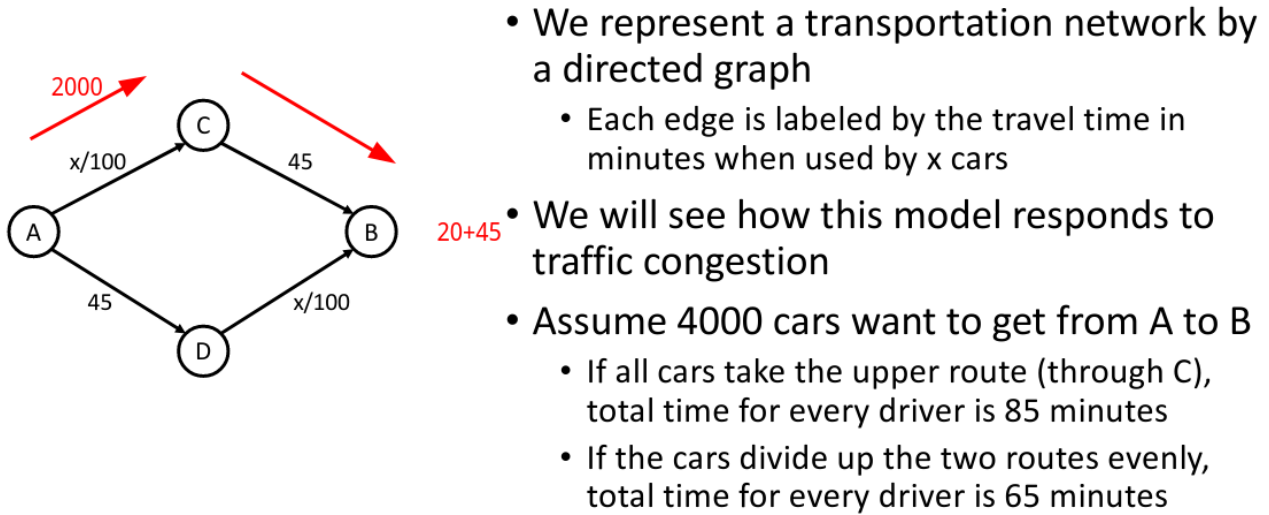 2000
C
x/100
45
A
B
20+45
45
x/100
D
• We represent a transportation network by
a directed graph
• Each edge is labeled by the travel time in
minutes when used by x cars
• We will see how this model responds to
traffic congestion
• Assume 4000 cars want to get from A to B
• If all cars take the upper route (through C),
total time for every driver is 85 minutes
• If the cars divide up the two routes evenly,
total time for every driver is 65 minutes